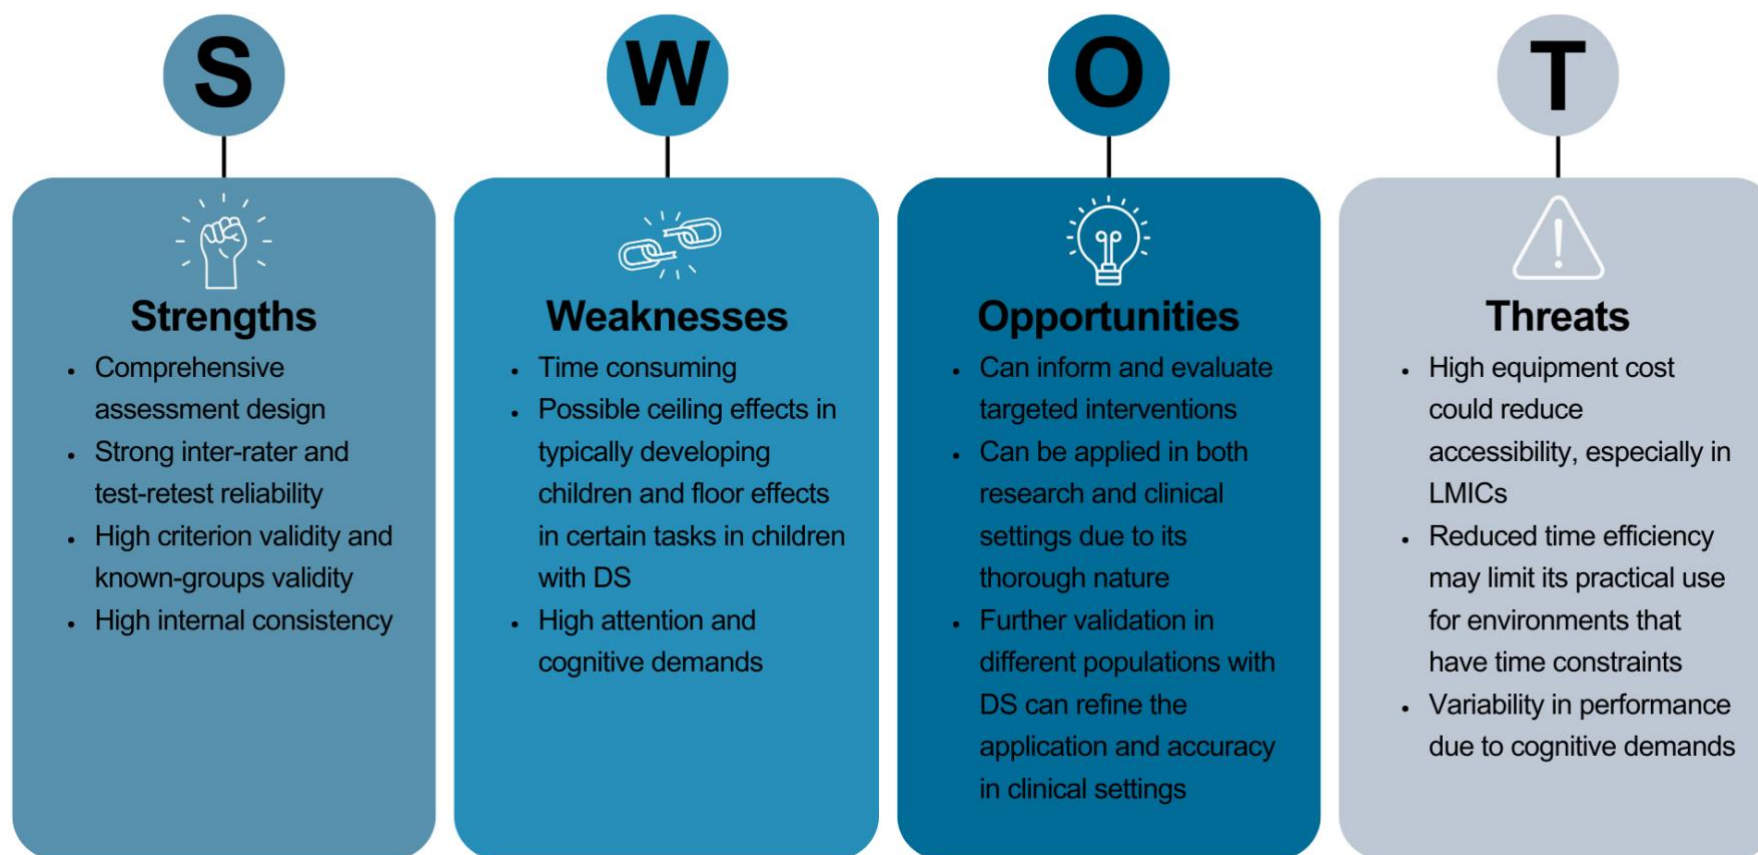 S
Strengths
• Comprehensive
assessment design
• Strong inter-rater and
test-retest reliability
• High criterion validity and
known-groups validity
• High internal consistency
W
Weaknesses
• Time consuming
• Possible ceiling effects in
typically developing
children and floor effects
in certain tasks in children
with DS
• High attention and
cognitive demands
O
Opportunities
• Can inform and evaluate
targeted interventions
• Can be applied in both
research and clinical
settings due to its
thorough nature
• Further validation in
different populations with
DS can refine the
application and accuracy
in clinical settings
T
Threats
• High equipment cost
could reduce
accessibility, especially in
LMICs
• Reduced time efficiency
may limit its practical use
for environments that
have time constraints
• Variability in performance
due to cognitive demands